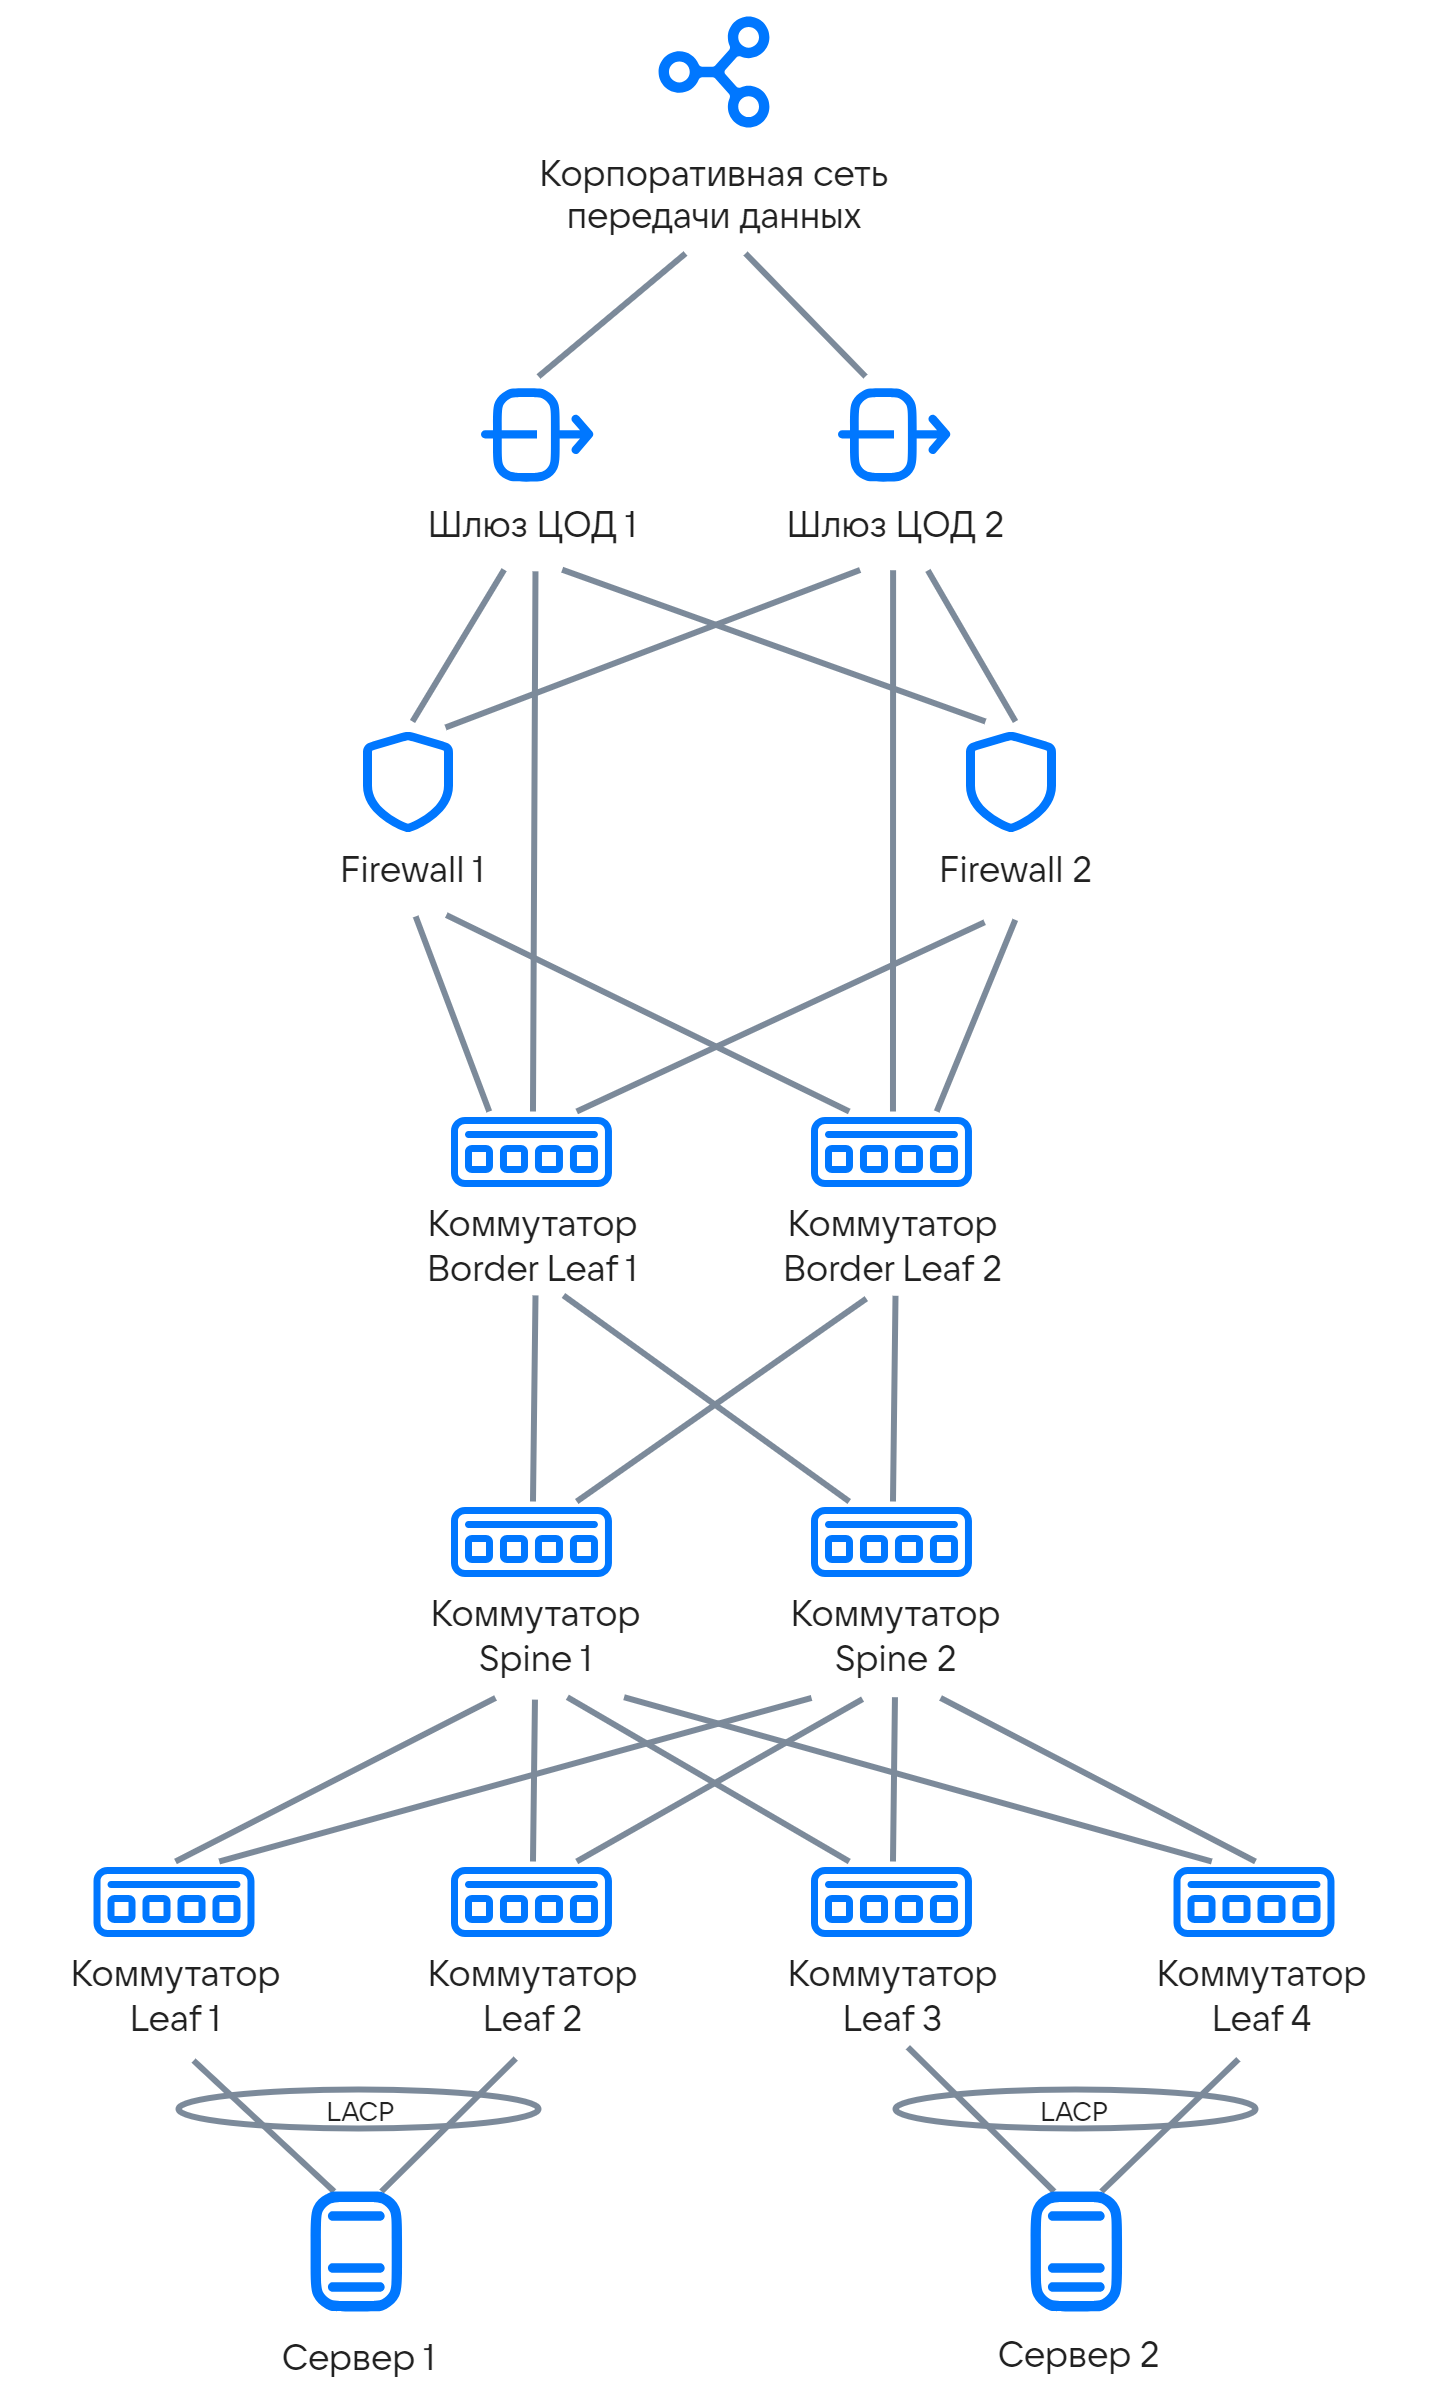 Корпоративная сеть
передачи данных
Шлюз ЦОД 1
Шлюз ЦОД 2
Firewall 1
Firewall 2
Коммутатор
Border Leaf 1
Коммутатор
Border Leaf 2
Коммутатор
Spine 1
Коммутатор
Spine 2
Коммутатор
Leaf 1
Коммутатор
Leaf 2
Коммутатор
Leaf 3
Коммутатор
Leaf 4
LACP
LACP
Сервер 1
Сервер 2